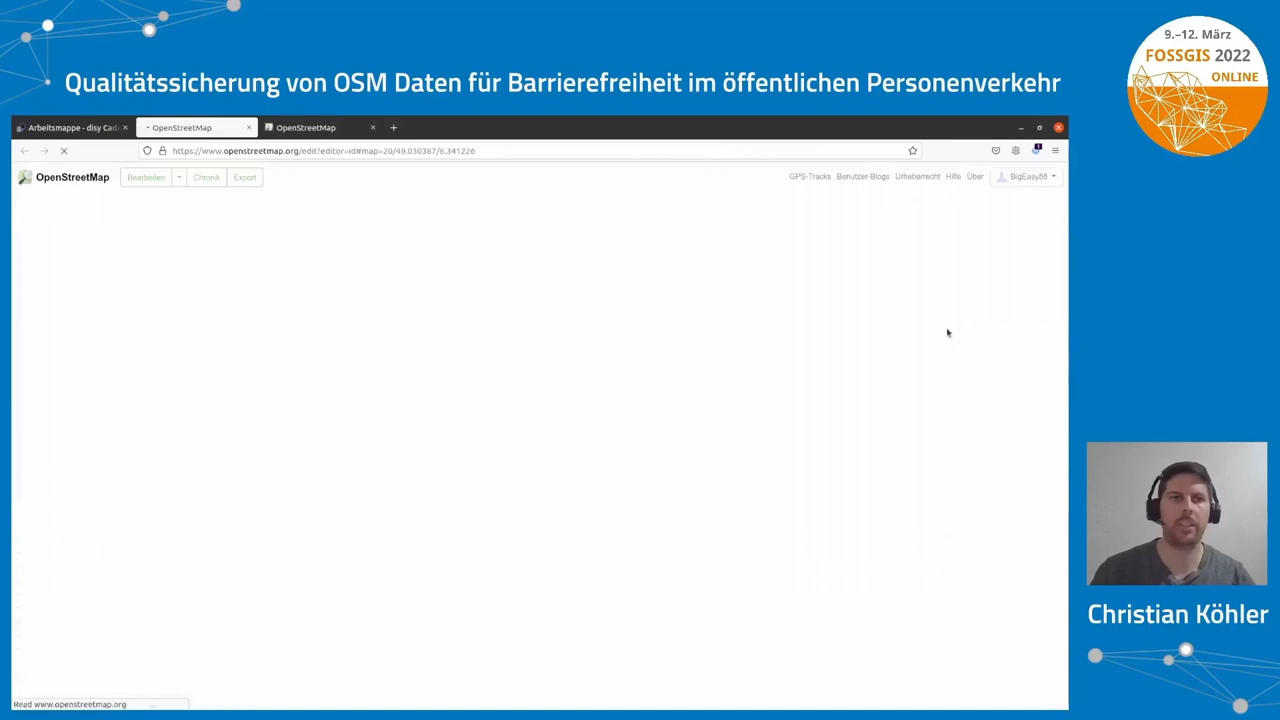 9.–12. März
FOSSGIS 2022
ONLINE
Qualitätssicherung von OSM Daten für Barrierefreiheit im öffentlichen Personenverkehr
Arbeitsmappe - disy Cade
OpenStreetMap
OpenStreetMap
https://www.openstreetmap.org/edit?editor=id#map=20/49.030387/8.341226
OpenStreetMap
Bearbeiten
Chronik
Export
GPS-Tracks
Benutzer-Blogs
Urheberrecht
Hilfe
Über
BigEasy88
Christian Köhler
Read www.openstreetmap.org